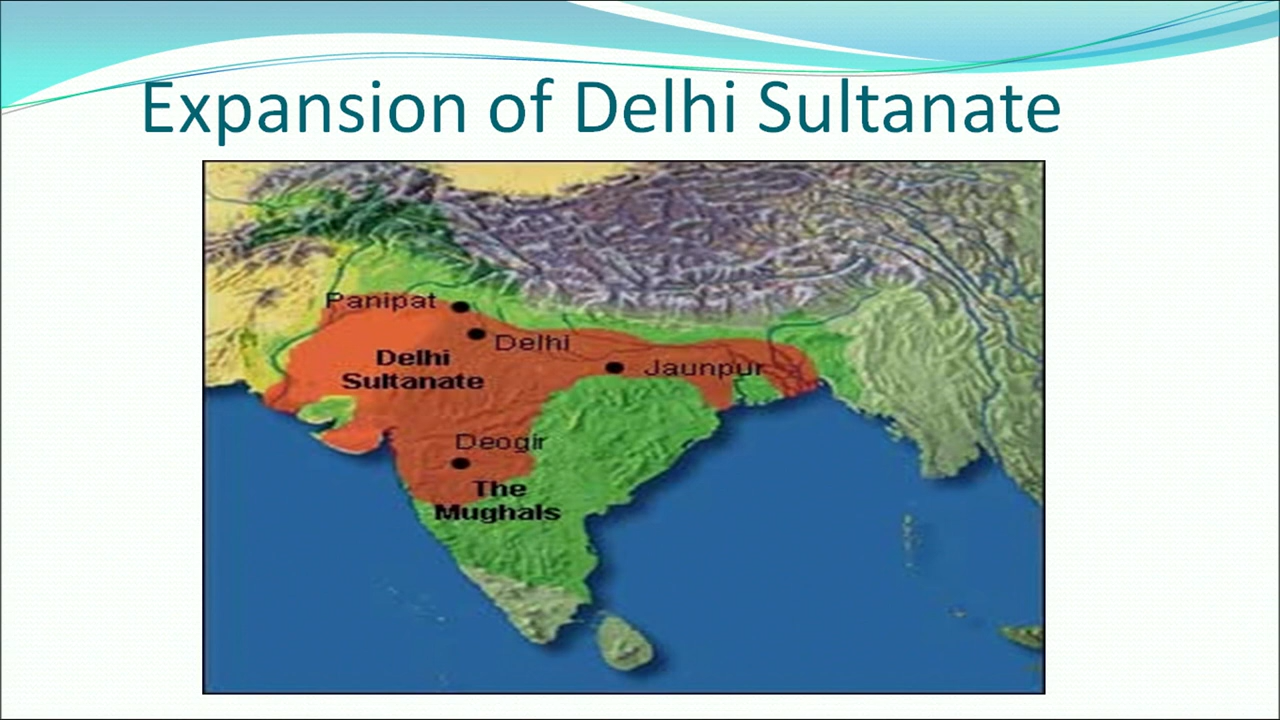 Expansion of Delhi Sultanate
Panipat
Delhi
Delhi
Sultanate
Jaunpur
Deogir
The
Mughals